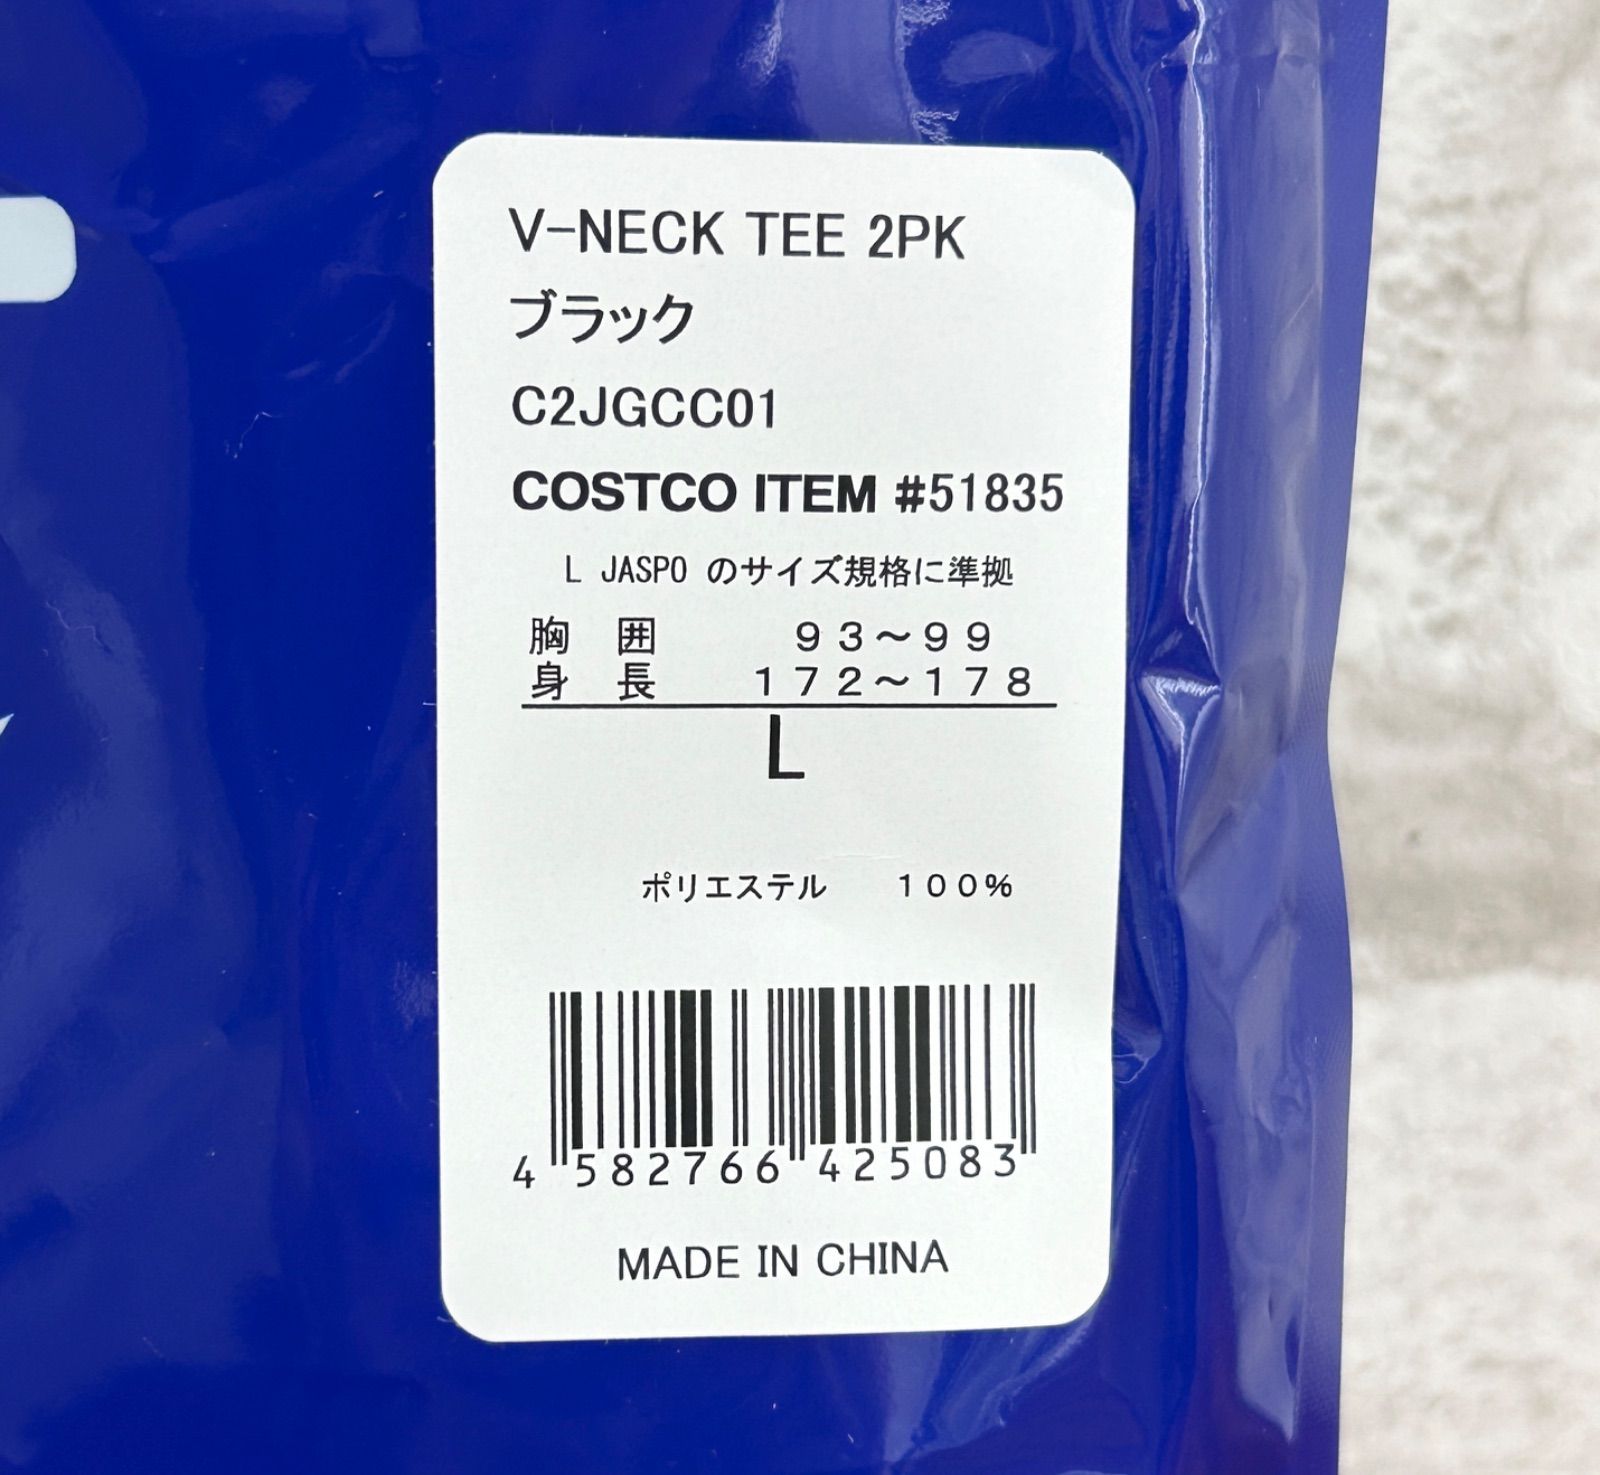 V-NECK TEE 2PK
ブラック
C2JGCC01
COSTCO ITEM #51835
L JASPO のサイズ規格に準拠
胸 囲 93～99
身 長 172～178
L
ポリエステル 100%
4 582766 425083
MADE IN CHINA